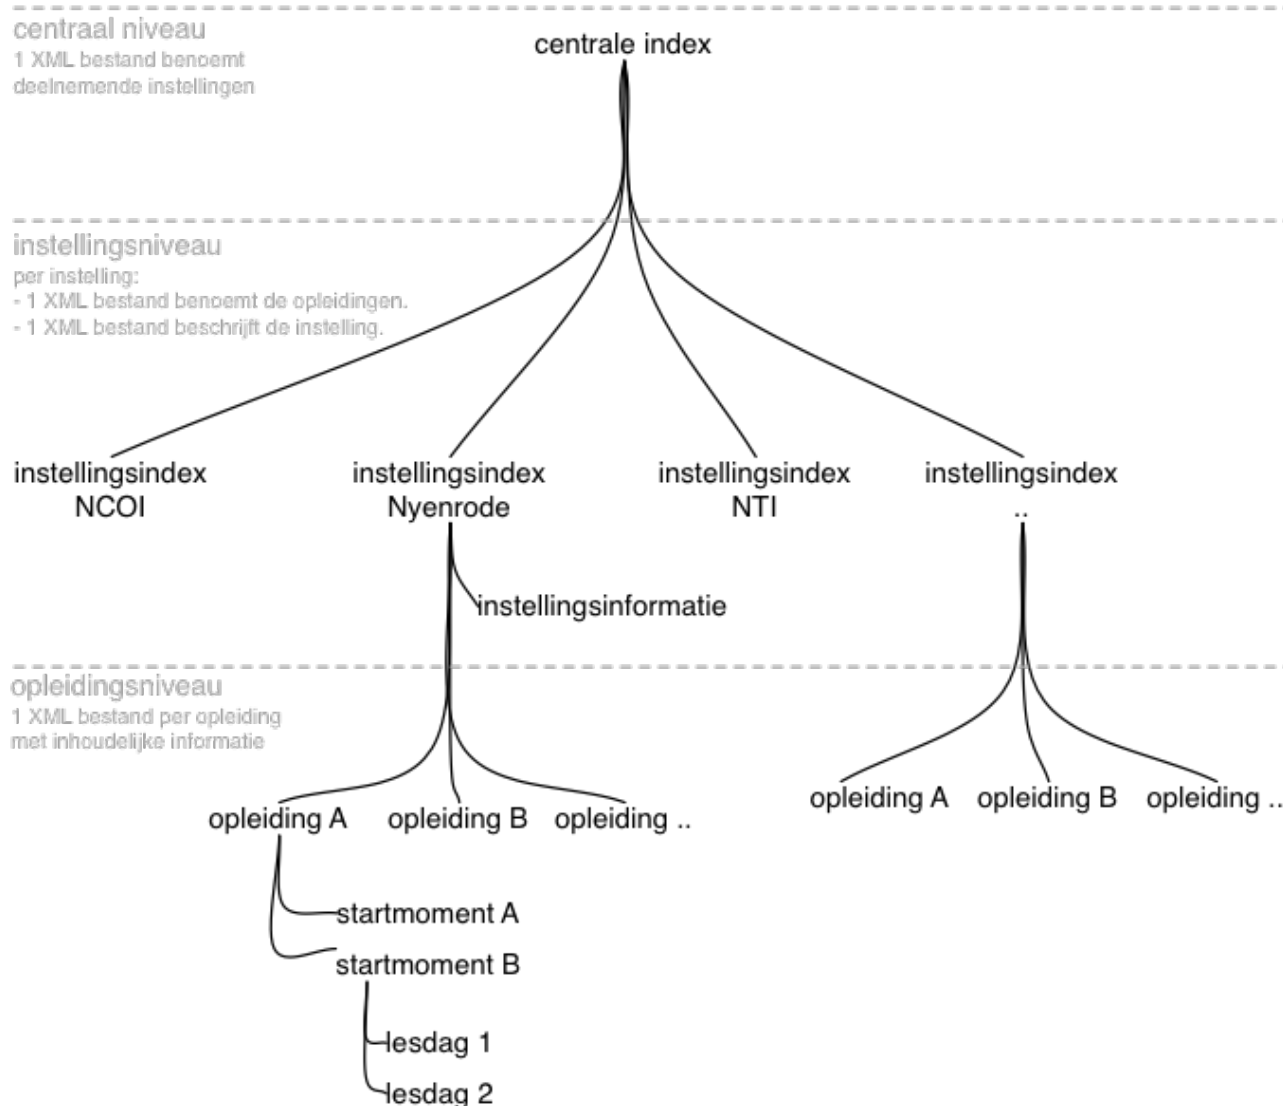 centraal niveau
1 XML bestand benoemt
deelnemende instellingen
centrale index
instellingsniveau
per instelling:
- 1 XML bestand benoemt de opleidingen.
- 1 XML bestand beschrijft de instelling.
instellingsindex
NCOI
instellingsindex
Nyenrode
instellingsindex
NTI
instellingsindex
..
instellingsinformatie
opleidingsniveau
1 XML bestand per opleiding
met inhoudelijke informatie
opleiding A
opleiding B
opleiding ..
opleiding A
opleiding B
opleiding ..
startmoment A
startmoment B
lesdag 1
lesdag 2